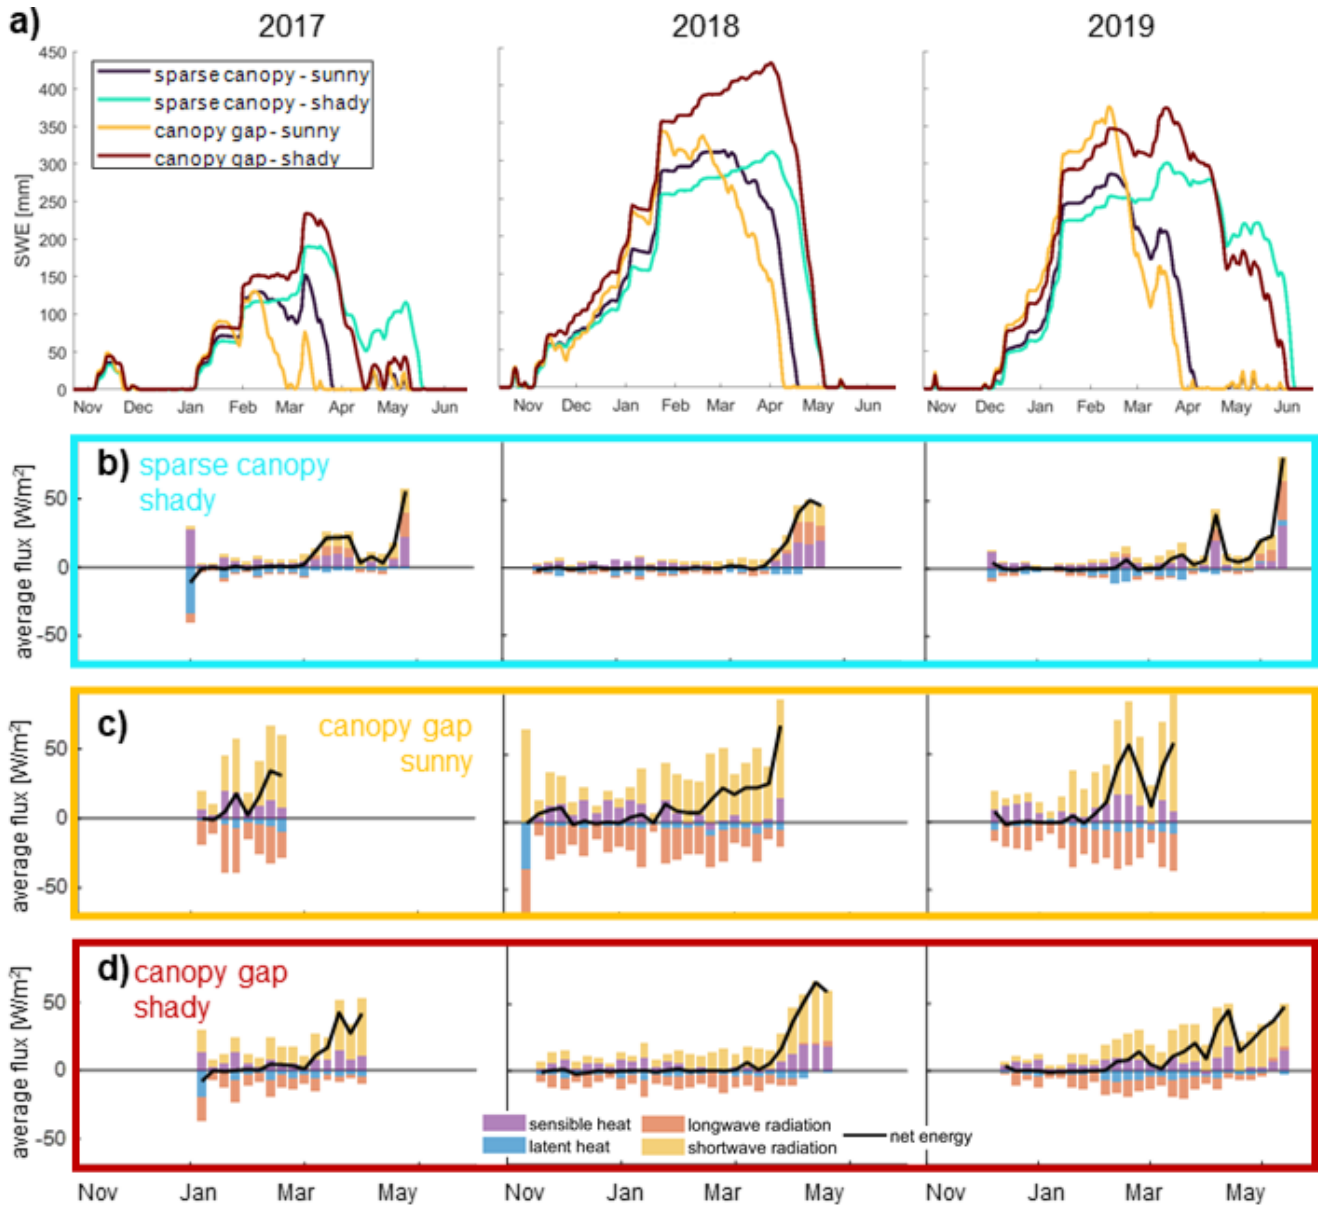 a) 2017 2018 2019
450
400
350
300
250
200
150
100
50
0
SWE [mm]
sparse canopy - sunny
sparse canopy - shady
canopy gap - sunny
canopy gap - shady
Nov Dec Jan Feb Mar Apr May Jun
Nov Dec Jan Feb Mar Apr May Jun
Nov Dec Jan Feb Mar Apr May Jun
b) sparse canopy
shady
average flux [W/m²]
50
0
-50
c) canopy gap
sunny
average flux [W/m²]
50
0
-50
d) canopy gap
shady
average flux [W/m²]
50
0
-50
sensible heat longwave radiation net energy
latent heat shortwave radiation
Nov Jan Mar May Nov Jan Mar May Jan Mar May